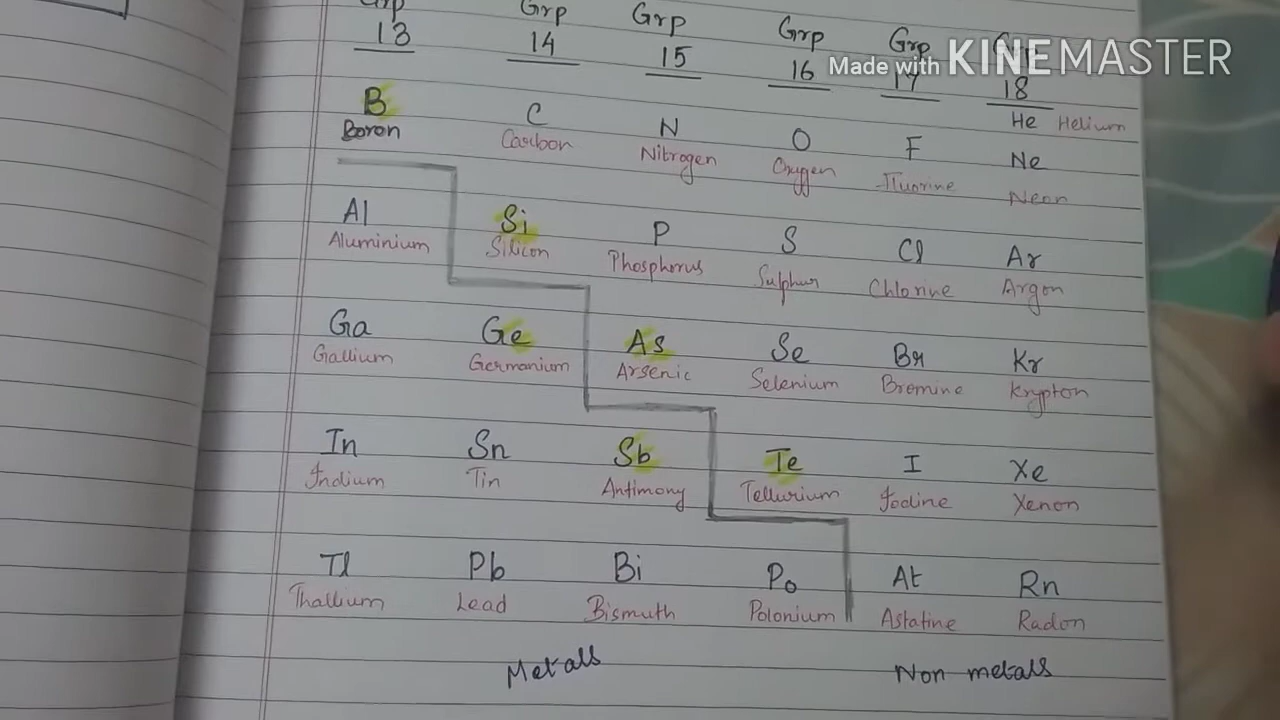 Grp Grp Grp Grp Grp Grp
13 14 15 16 17 18
Made with KINEMASTER
He Helium
B C N O F Ne
Boron Carbon Nitrogen Oxygen Fluorine Neon
Al Si P S Cl Ar
Aluminium Silicon Phosphorus Sulphur Chlorine Argon
Ga Ge As Se Br Kr
Gallium Germanium Arsenic Selenium Bromine Krypton
In Sn Sb Te I Xe
Indium Tin Antimony Tellurium Iodine Xenon
Tl Pb Bi Po At Rn
Thallium Lead Bismuth Polonium Astatine Radon
Metals Non metals